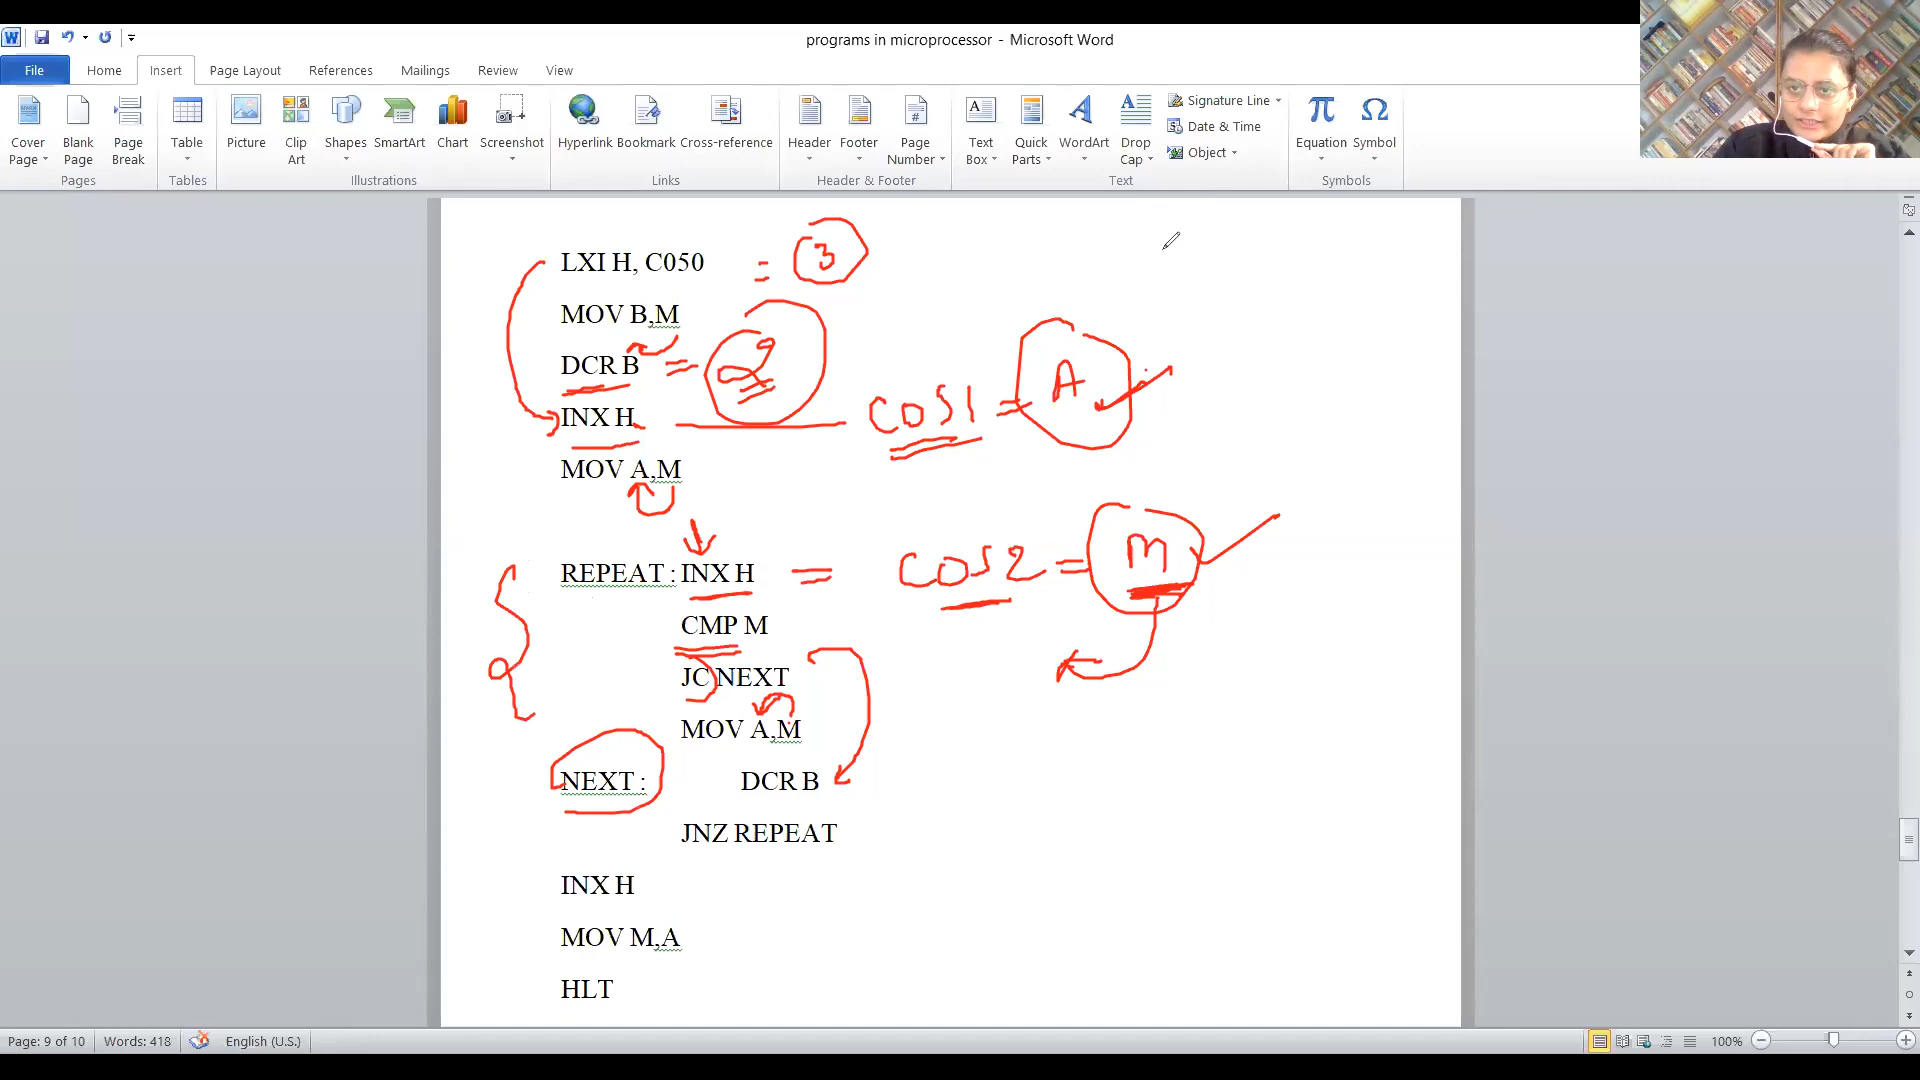 programs in microprocessor - Microsoft Word
File Home Insert Page Layout References Mailings Review View
Cover Page Blank Page Page Break Table Picture Clip Art Shapes SmartArt Chart Screenshot Hyperlink Bookmark Cross-reference Header Footer Page Number Text Box Quick Parts WordArt Drop Cap Signature Line Date & Time Object Equation Symbol
Pages Tables Illustrations Links Header & Footer Text Symbols
LXI H, C050 = 3
MOV B,M
DCR B = 2
INX H C051 = A
MOV A,M
REPEAT : INX H = C052 = M
CMP M
JC NEXT
MOV A,M
NEXT : DCR B
JNZ REPEAT
INX H
MOV M,A
HLT
Page: 9 of 10 Words: 418 English (U.S.) 100%